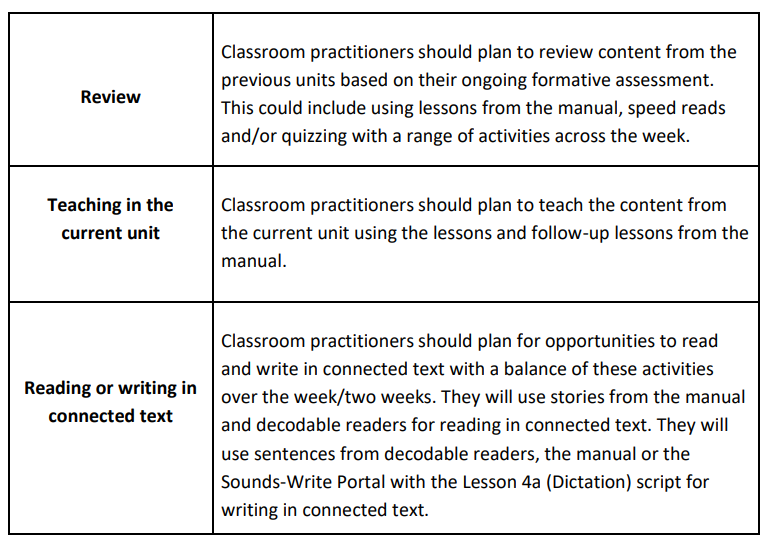 Review
Classroom practitioners should plan to review content from the
previous units based on their ongoing formative assessment.
This could include using lessons from the manual, speed reads
and/or quizzing with a range of activities across the week.
Teaching in the
current unit
Classroom practitioners should plan to teach the content from
the current unit using the lessons and follow-up lessons from the
manual.
Reading or writing in
connected text
Classroom practitioners should plan for opportunities to read
and write in connected text with a balance of these activities
over the week/two weeks. They will use stories from the manual
and decodable readers for reading in connected text. They will
use sentences from decodable readers, the manual or the
Sounds-Write Portal with the Lesson 4a (Dictation) script for
writing in connected text.